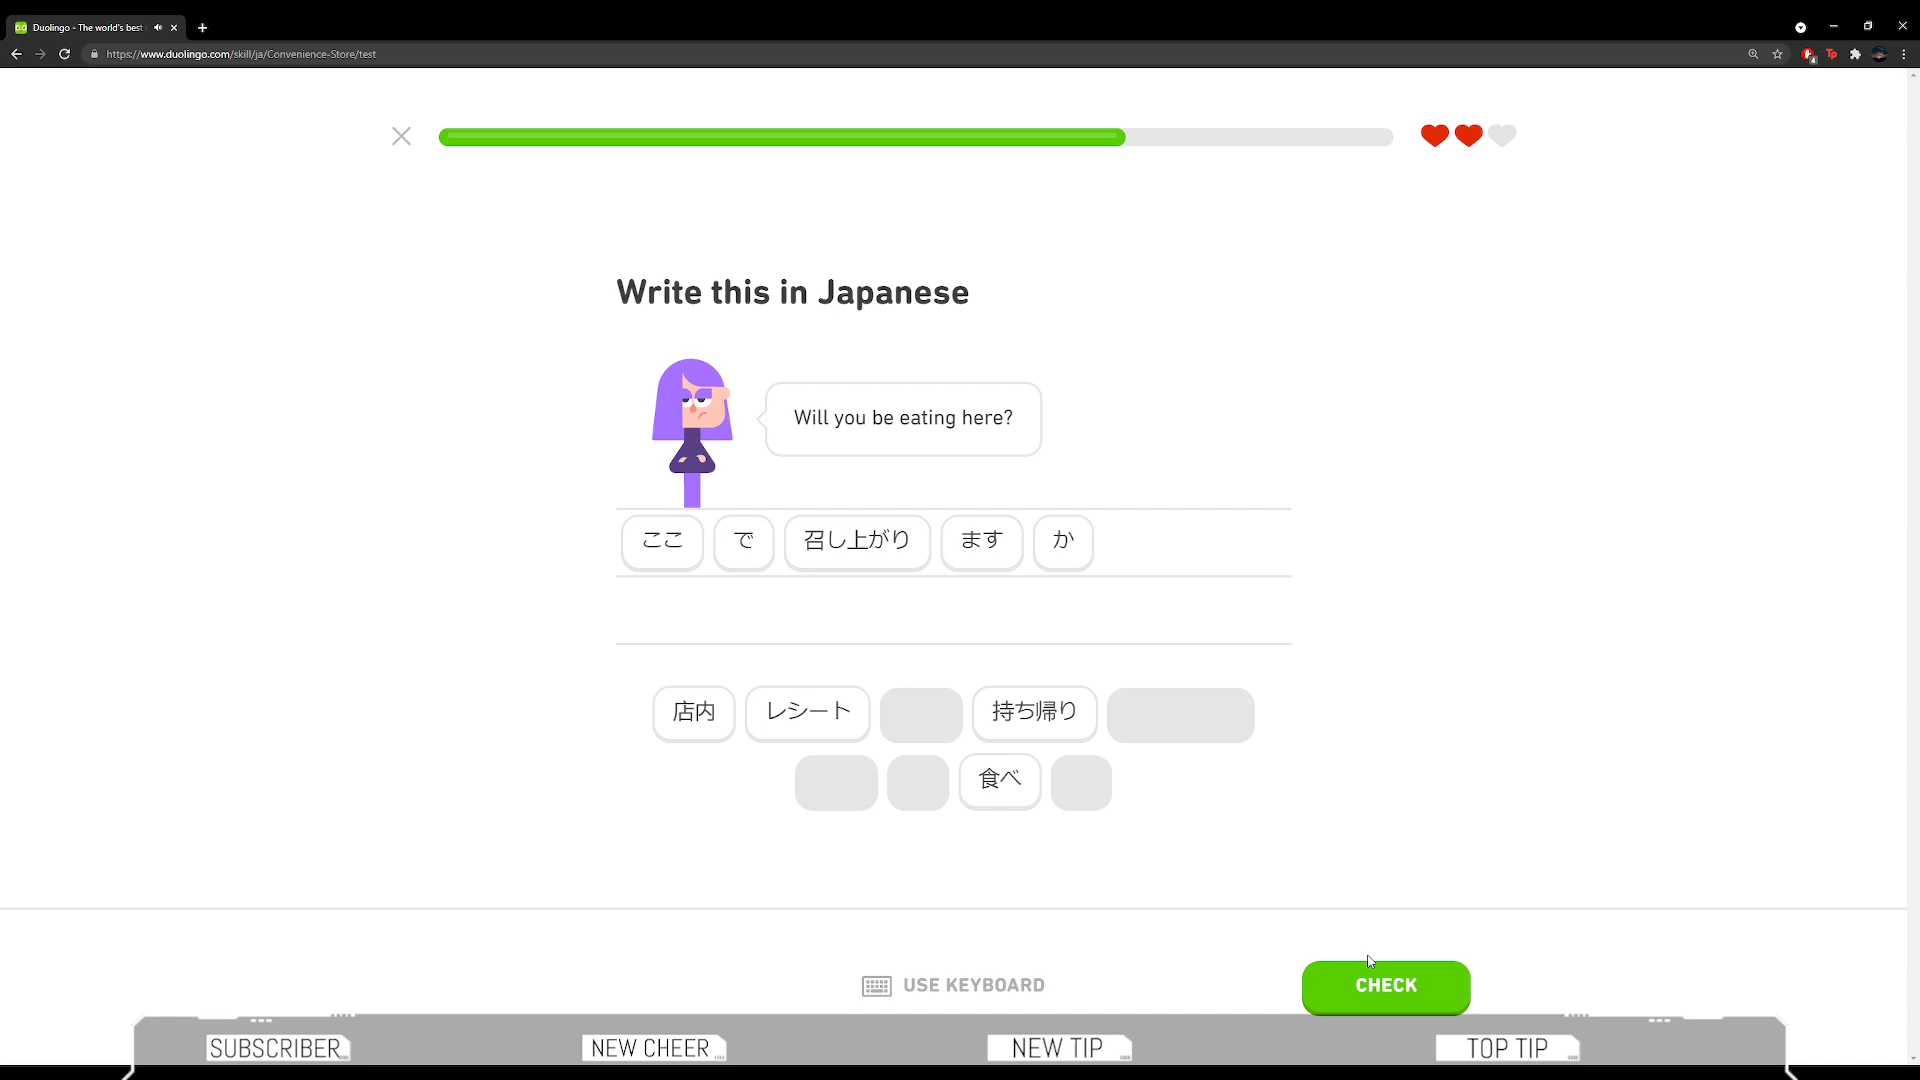 Duolingo - The world's best
https://www.duolingo.com/skill/ja/Convenience-Store/test
Tp
4
Write this in Japanese
Will you be eating here?
ここ で 召し上がり ます か
店内 レシート 持ち帰り
食べ
USE KEYBOARD
CHECK
SUBSCRIBER NEW CHEER NEW TIP TOP TIP